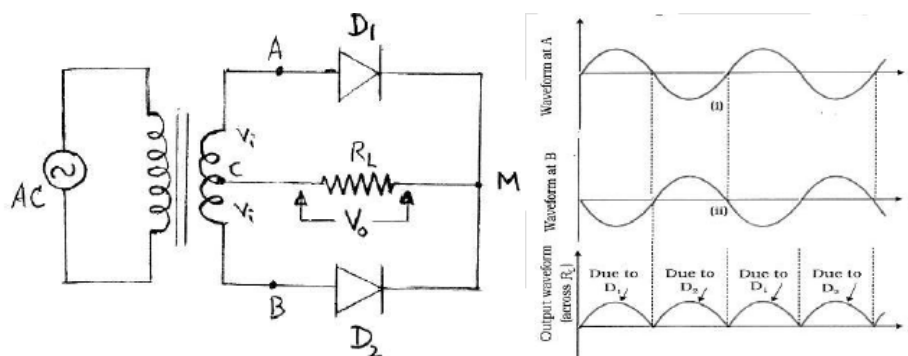 D1
A
Vi
C
RL
M
AC
Vi
Vo
B
D2
Waveform at A
(i)
Waveform at B
(ii)
Output waveform
(across RL)
Due to Due to Due to Due to
D1 D2 D1 D2